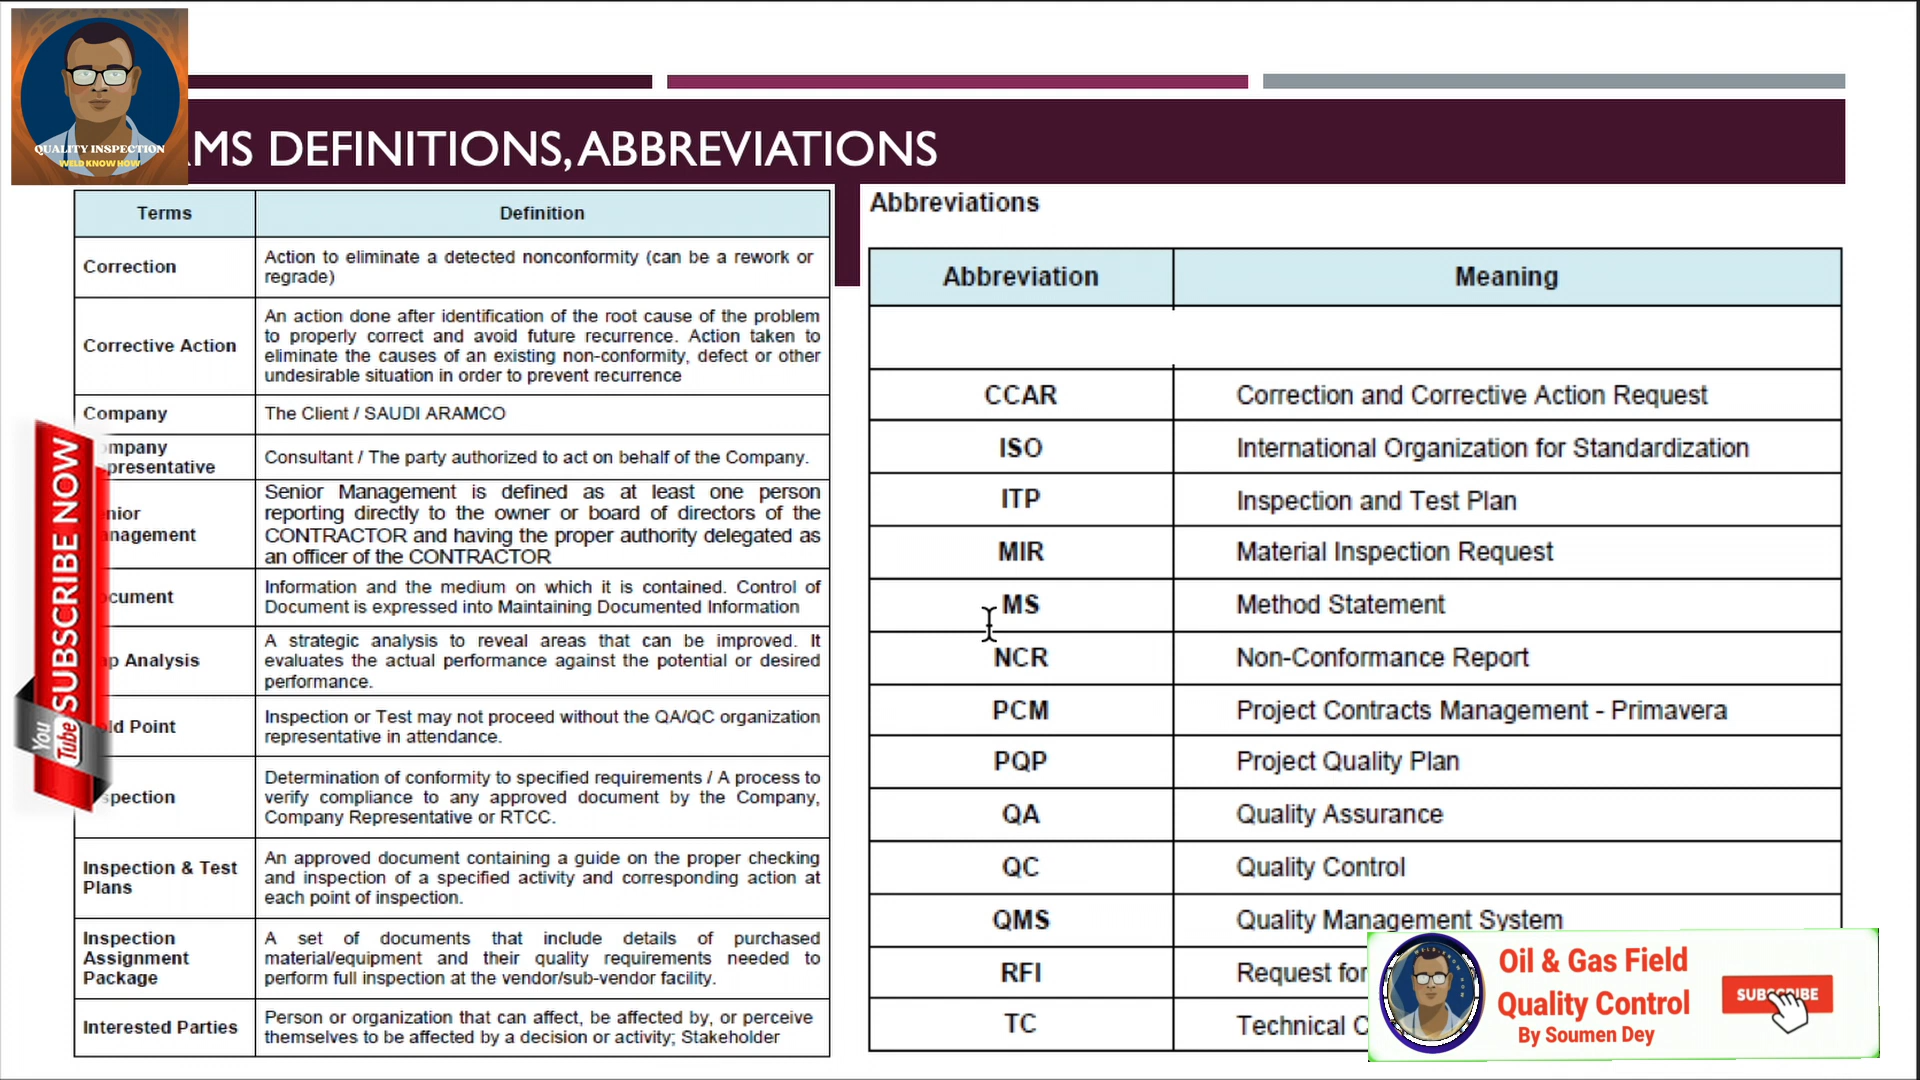 QUALITY INSPECTION
WELD KNOW HOW
MS DEFINITIONS, ABBREVIATIONS
Terms
Definition
Correction
Action to eliminate a detected nonconformity (can be a rework or
regrade)
Corrective Action
An action done after identification of the root cause of the problem
to properly correct and avoid future recurrence. Action taken to
eliminate the causes of an existing non-conformity, defect or other
undesirable situation in order to prevent recurrence
Company
The Client / SAUDI ARAMCO
Consultant / The party authorized to act on behalf of the Company.
Senior Management is defined as at least one person
reporting directly to the owner or board of directors of the
CONTRACTOR and having the proper authority delegated as
an officer of the CONTRACTOR
Information and the medium on which it is contained. Control of
Document is expressed into Maintaining Documented Information
Analysis
A strategic analysis to reveal areas that can be improved. It
evaluates the actual performance against the potential or desired
performance.
Point
Inspection or Test may not proceed without the QA/QC organization
representative in attendance.
Determination of conformity to specified requirements / A process to
verify compliance to any approved document by the Company,
Company Representative or RTCC.
Inspection & Test
Plans
An approved document containing a guide on the proper checking
and inspection of a specified activity and corresponding action at
each point of inspection.
Inspection
Assignment
Package
A set of documents that include details of purchased
material/equipment and their quality requirements needed to
perform full inspection at the vendor/sub-vendor facility.
Interested Parties
Person or organization that can affect, be affected by, or perceive
themselves to be affected by a decision or activity; Stakeholder
SUBSCRIBE NOW
You Tube
Abbreviations
Abbreviation
Meaning
CCAR
Correction and Corrective Action Request
ISO
International Organization for Standardization
ITP
Inspection and Test Plan
MIR
Material Inspection Request
MS
Method Statement
NCR
Non-Conformance Report
PCM
Project Contracts Management - Primavera
PQP
Project Quality Plan
QA
Quality Assurance
QC
Quality Control
QMS
Quality Management System
RFI
Request for
TC
Technical
Oil & Gas Field
Quality Control
By Soumen Dey
SUBSCRIBE